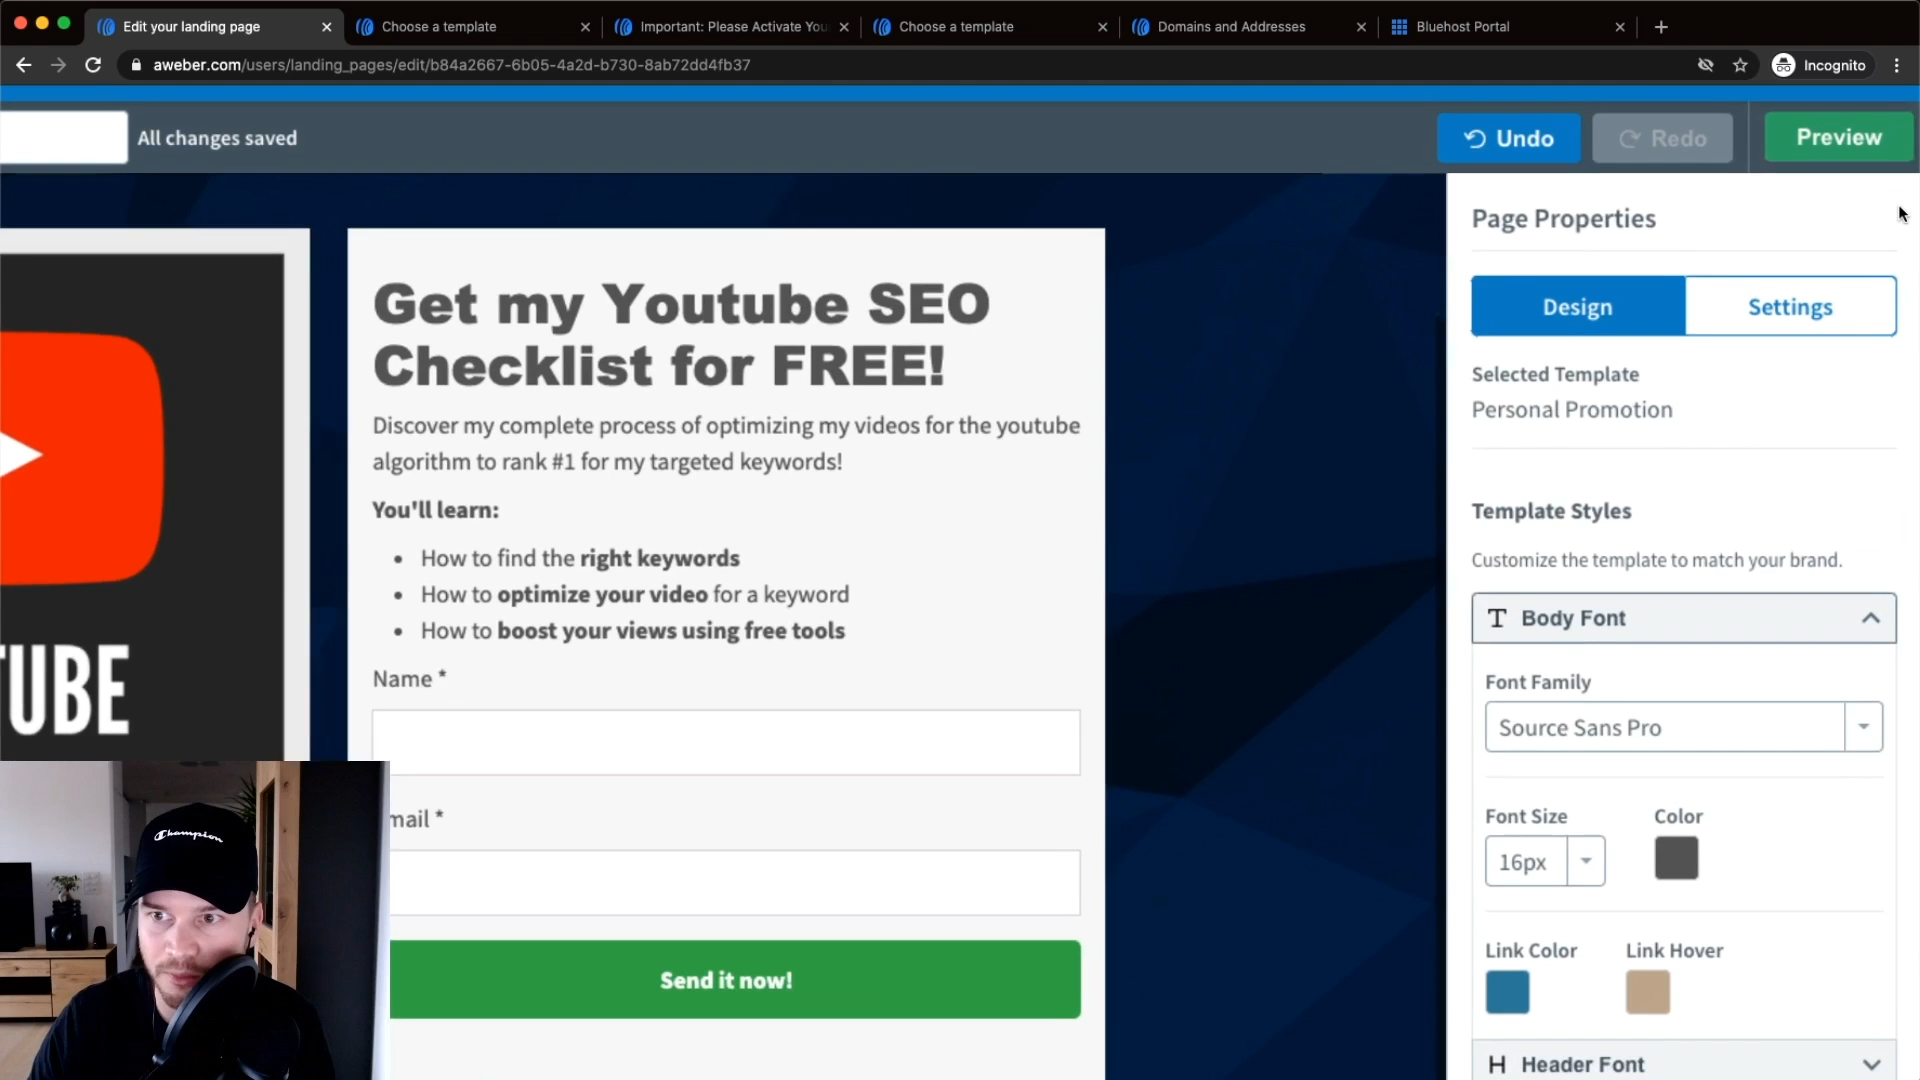 Edit your landing page
Choose a template
Important: Please Activate You
Choose a template
Domains and Addresses
Bluehost Portal
aweber.com/users/landing_pages/edit/b84a2667-6b05-4a2d-b730-8ab72dd4fb37
Incognito
All changes saved
Undo
Redo
Preview
Page Properties
Design
Settings
Selected Template
Personal Promotion
Template Styles
Customize the template to match your brand.
T Body Font
Font Family
Source Sans Pro
Font Size
Color
16px
Link Color
Link Hover
H Header Font
Get my Youtube SEO
Checklist for FREE!
Discover my complete process of optimizing my videos for the youtube
algorithm to rank #1 for my targeted keywords!
You'll learn:
• How to find the right keywords
• How to optimize your video for a keyword
• How to boost your views using free tools
Name *
mail *
Send it now!
TUBE
Champion